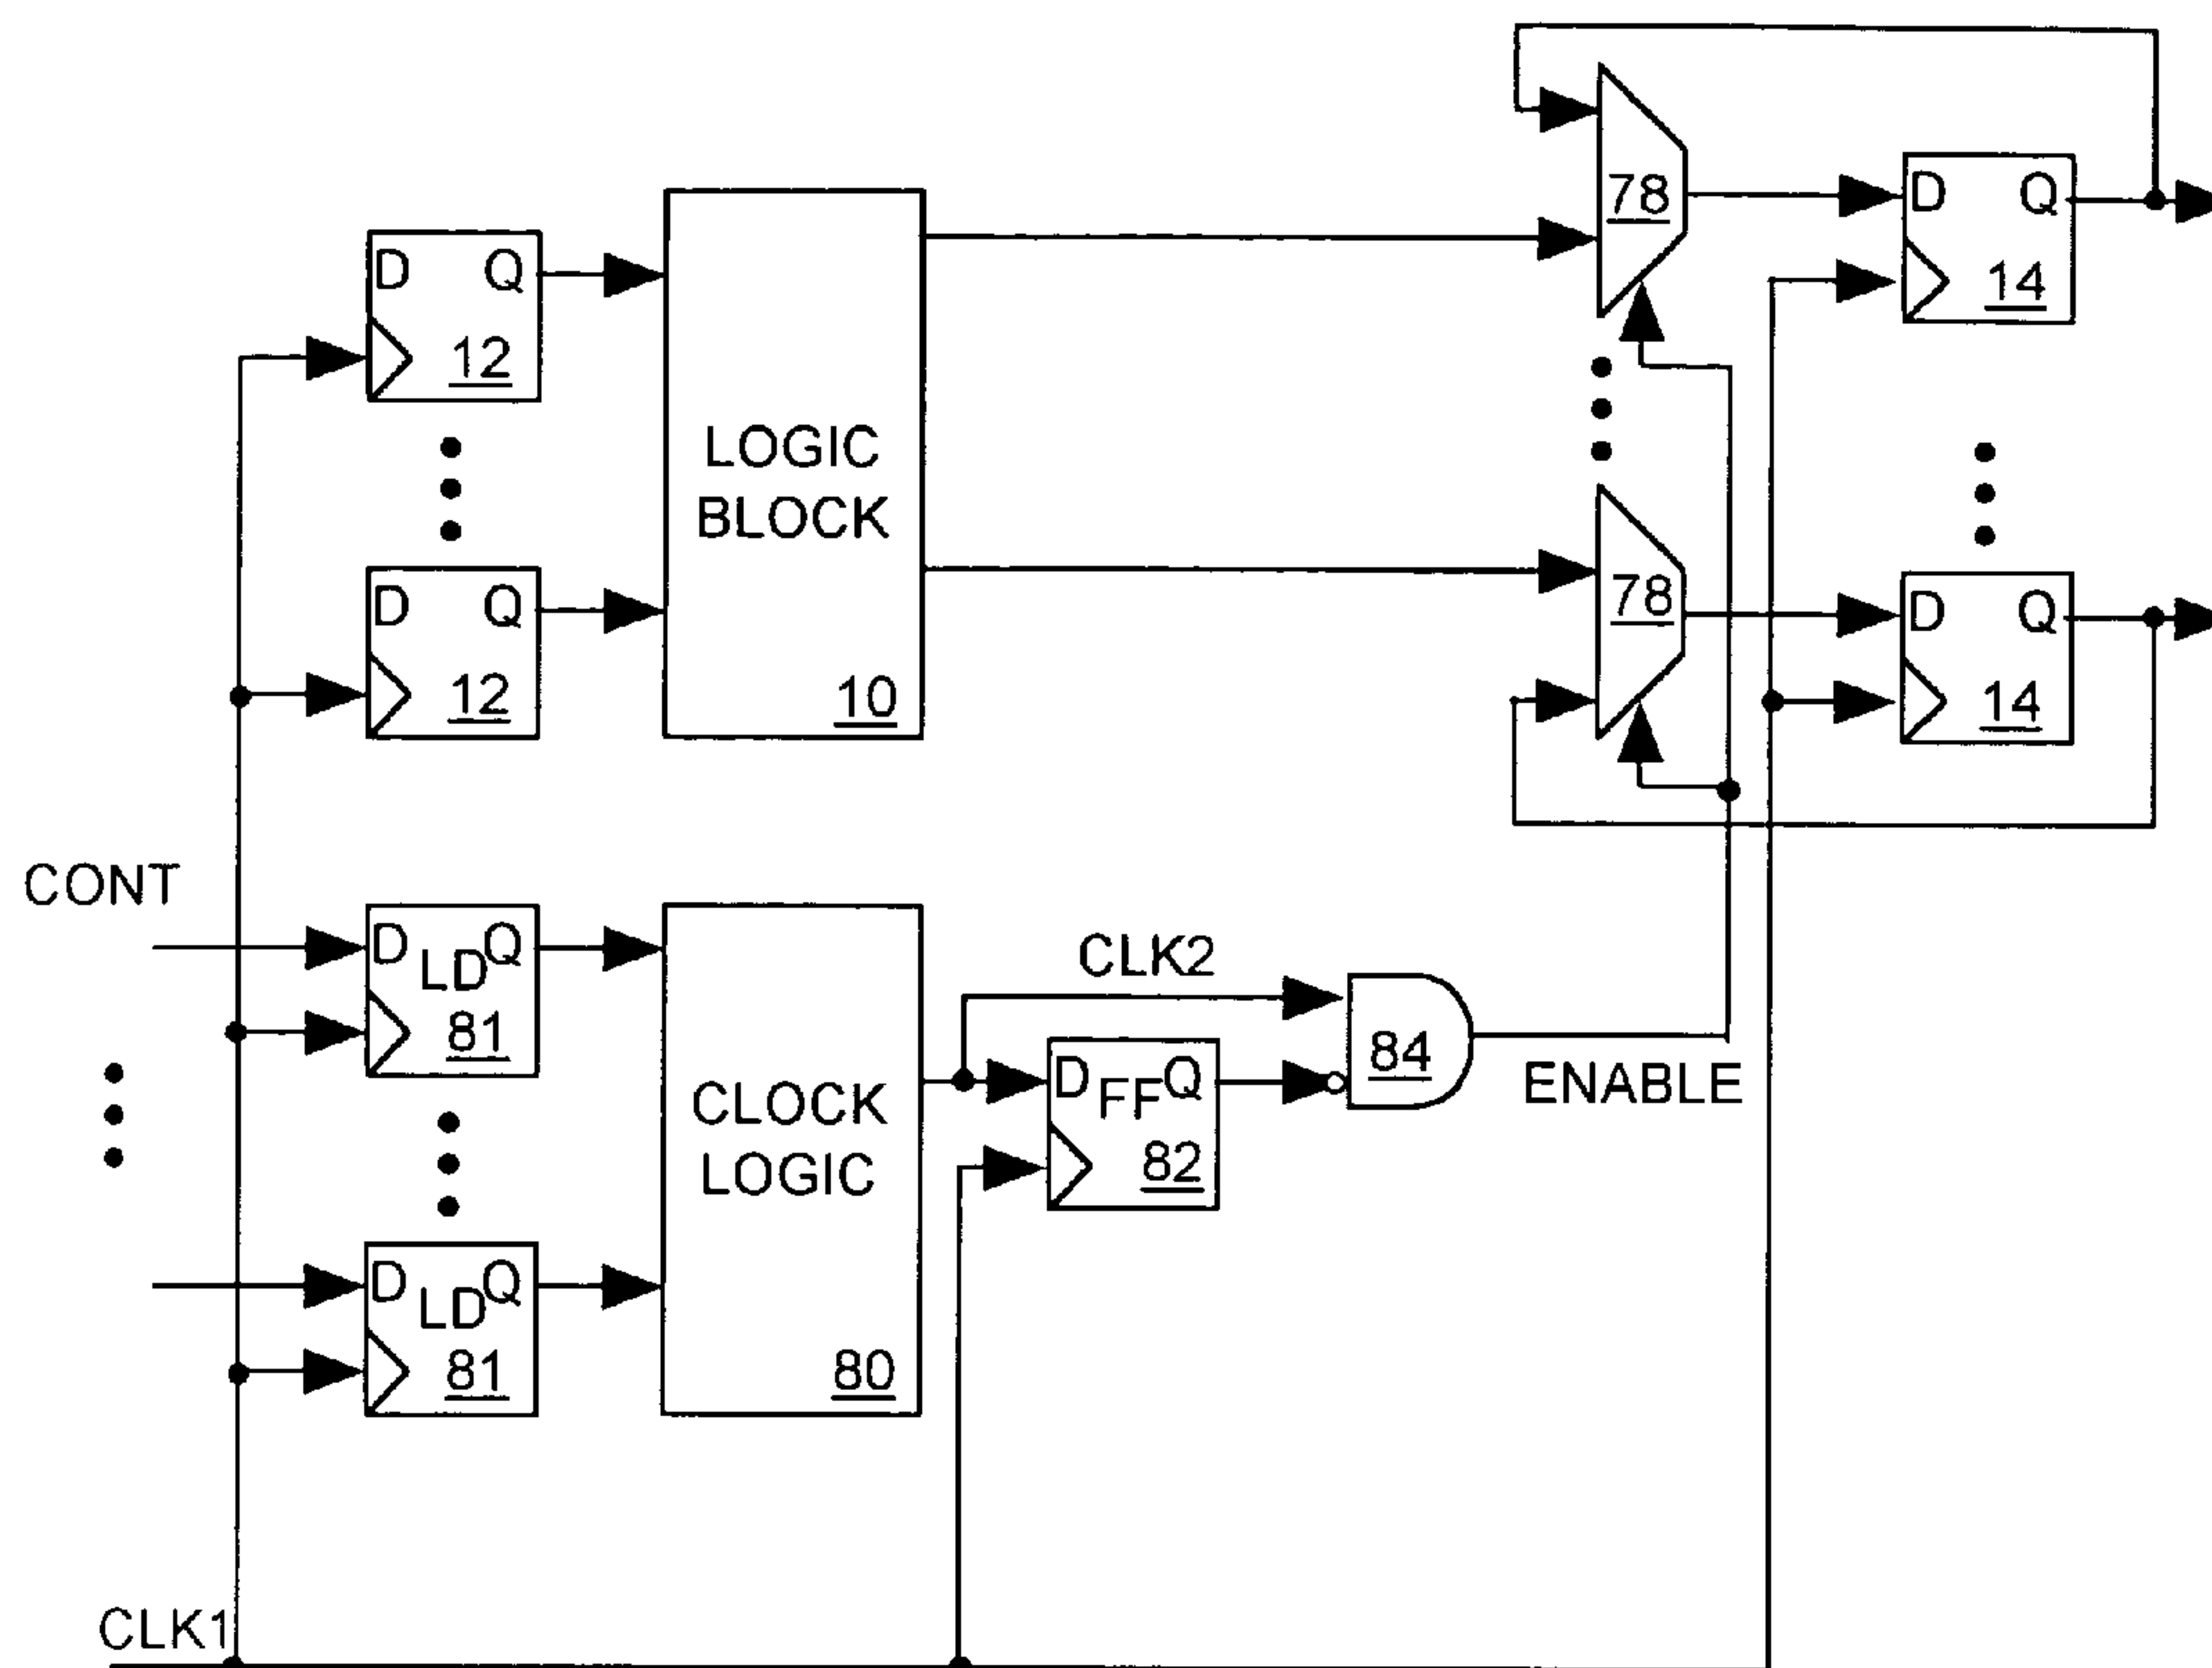 78
D Q
14
D Q
12
LOGIC
BLOCK
10
D Q
12
78
D Q
14
CONT
D LD Q
81
CLOCK
LOGIC
80
CLK2
D FF Q
82
84
ENABLE
D LD Q
81
CLK1